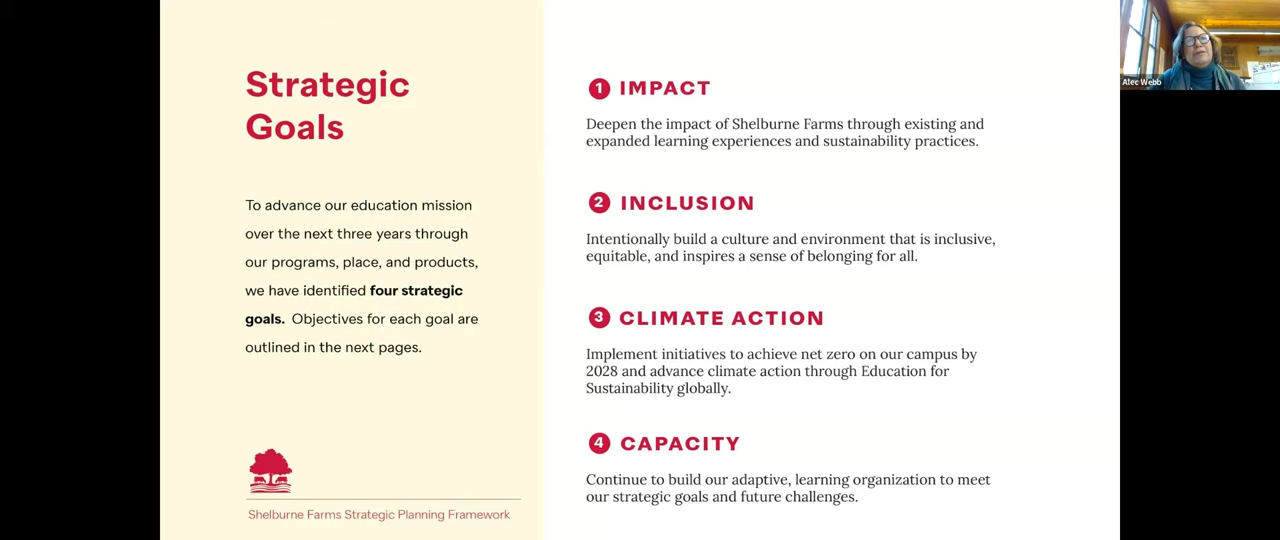 Strategic
Goals
To advance our education mission
over the next three years through
our programs, place, and products,
we have identified four strategic
goals. Objectives for each goal are
outlined in the next pages.
Shelburne Farms Strategic Planning Framework
1 IMPACT
Deepen the impact of Shelburne Farms through existing and
expanded learning experiences and sustainability practices.
2 INCLUSION
Intentionally build a culture and environment that is inclusive,
equitable, and inspires a sense of belonging for all.
3 CLIMATE ACTION
Implement initiatives to achieve net zero on our campus by
2028 and advance climate action through Education for
Sustainability globally.
4 CAPACITY
Continue to build our adaptive, learning organization to meet
our strategic goals and future challenges.
Alec Webb